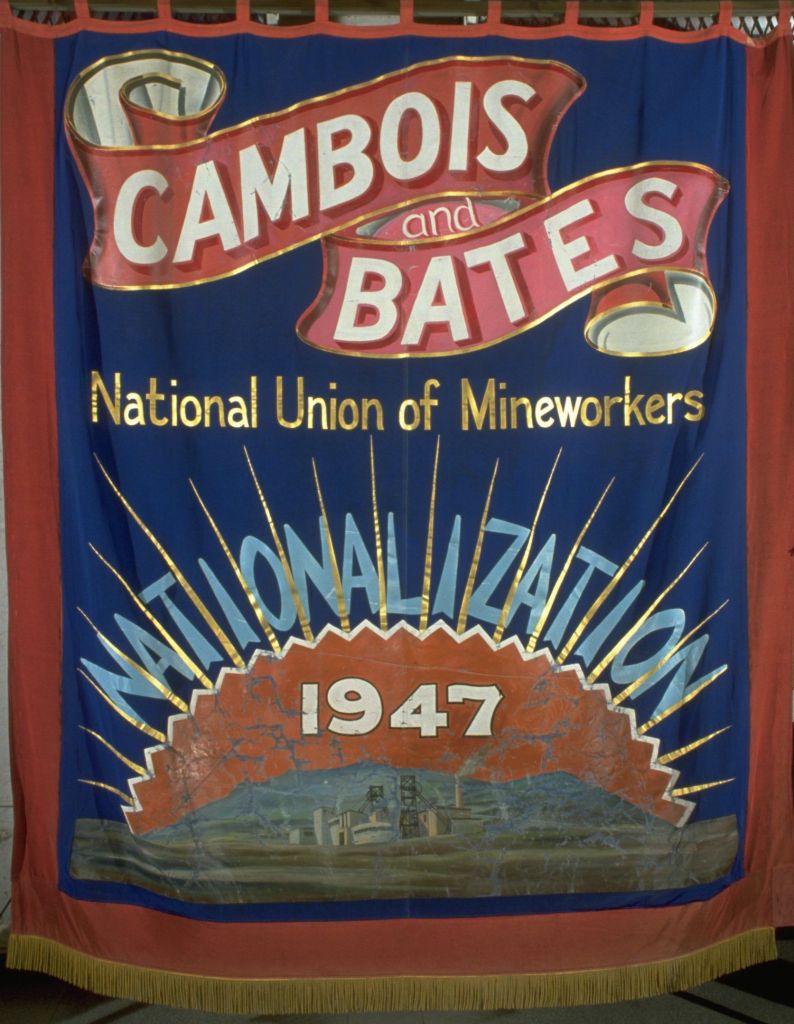 CAMBOIS
and
BATES
National Union of Mineworkers
NATIONALIZATION
1947